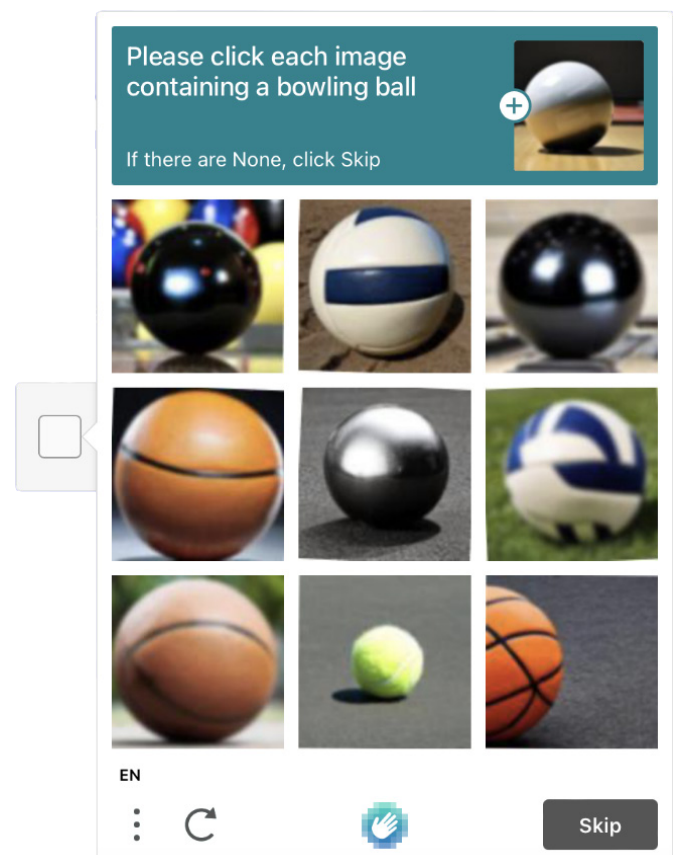 Please click each image
containing a bowling ball
If there are None, click Skip
EN
Skip